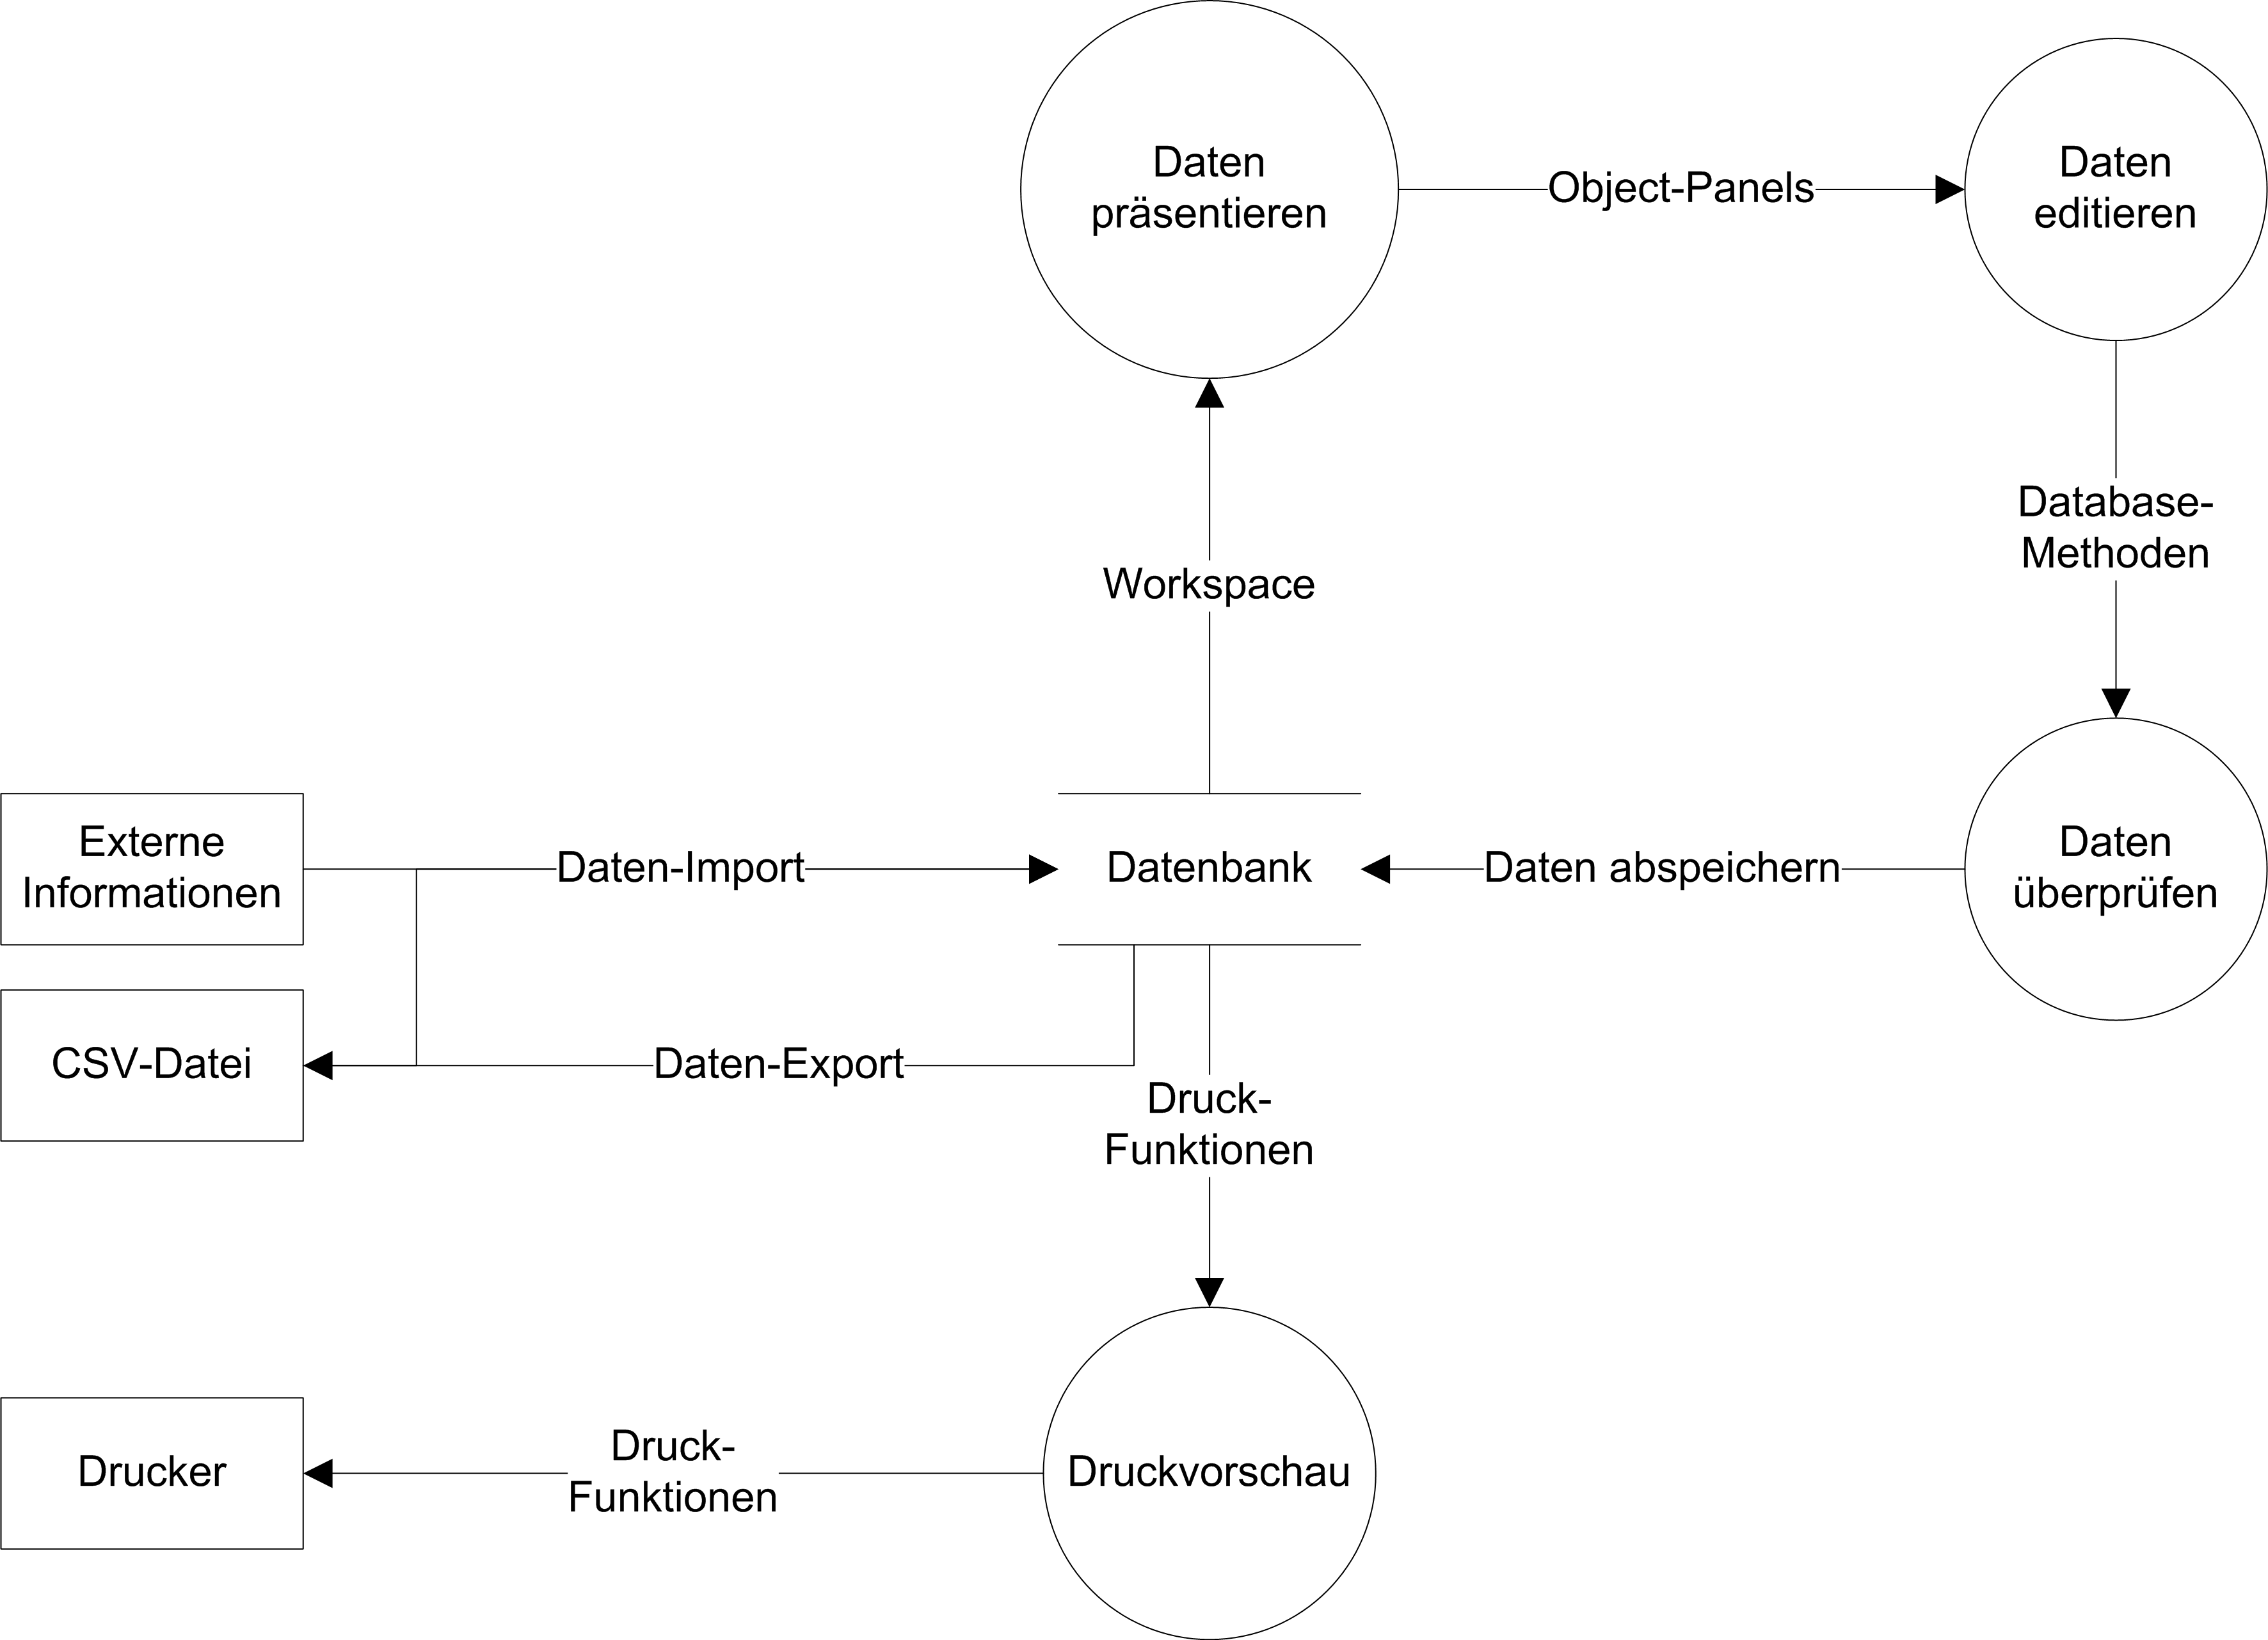 Daten
präsentieren
Object-Panels
Daten
editieren
Database-
Methoden
Workspace
Externe
Informationen
Daten-Import
Datenbank
Daten abspeichern
Daten
überprüfen
CSV-Datei
Daten-Export
Druck-
Funktionen
Drucker
Druck-
Funktionen
Druckvorschau